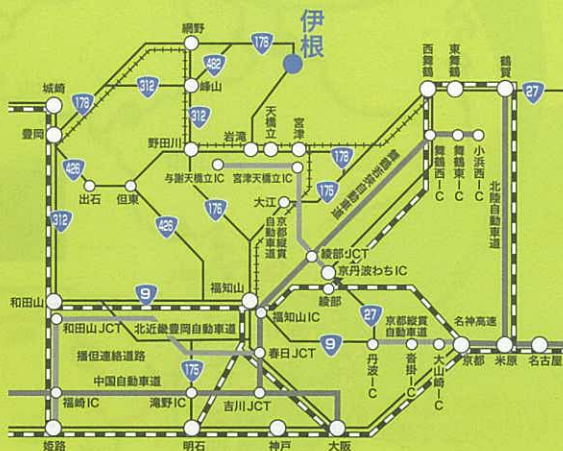 伊根
網野
178
482
峰山
312
城崎
178
312
豊岡
野田川
岩滝
天橋立
宮津
178
西舞鶴
東舞鶴
敦賀
27
与謝天橋立IC
宮津天橋立IC
舞鶴若狭自動車道
舞鶴西IC
舞鶴東IC
小浜西IC
北陸自動車道
426
出石
但東
426
312
176
大江
175
京都縦貫
自動車道
綾部JCT
京丹波わちIC
綾部
27
和田山
9
福知山
福知山IC
和田山JCT
北近畿豊岡自動車道
播但連絡道路
春日JCT
9
京都縦貫
自動車道
名神高速
丹波IC
沓掛IC
大山崎IC
京都
米原
名古屋
中国自動車道
175
福崎IC
滝野IC
吉川JCT
姫路
明石
神戸
大阪